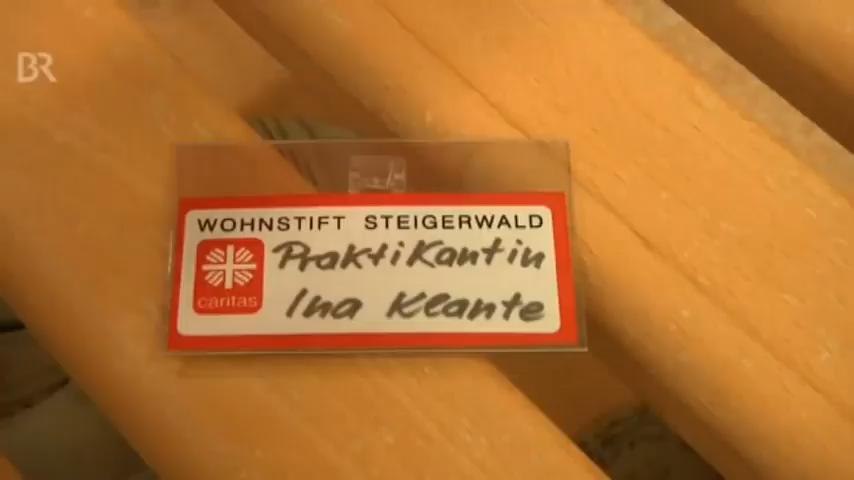 BR
WOHNSTIFT STEIGERWALD
Praktikantin
caritas
Ina Klante